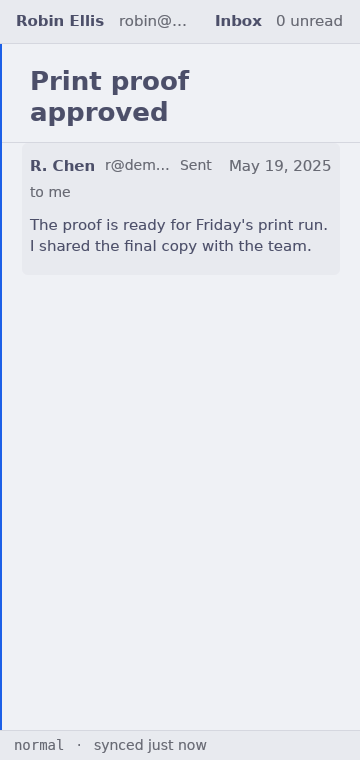 Robin Ellis robin@… Inbox 0 unread
Print proof
approved
R. Chen r@dem… Sent May 19, 2025
to me
The proof is ready for Friday's print run.
I shared the final copy with the team.
normal · synced just now